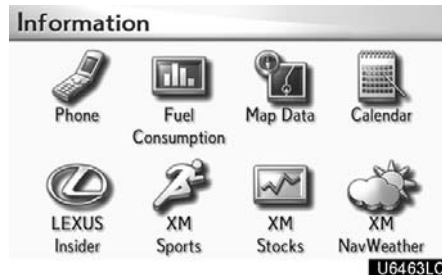 Information
Phone
Fuel
Consumption
Map Data
Calendar
LEXUS
Insider
XM
Sports
XM
Stocks
XM
NavWeather
U6463LC